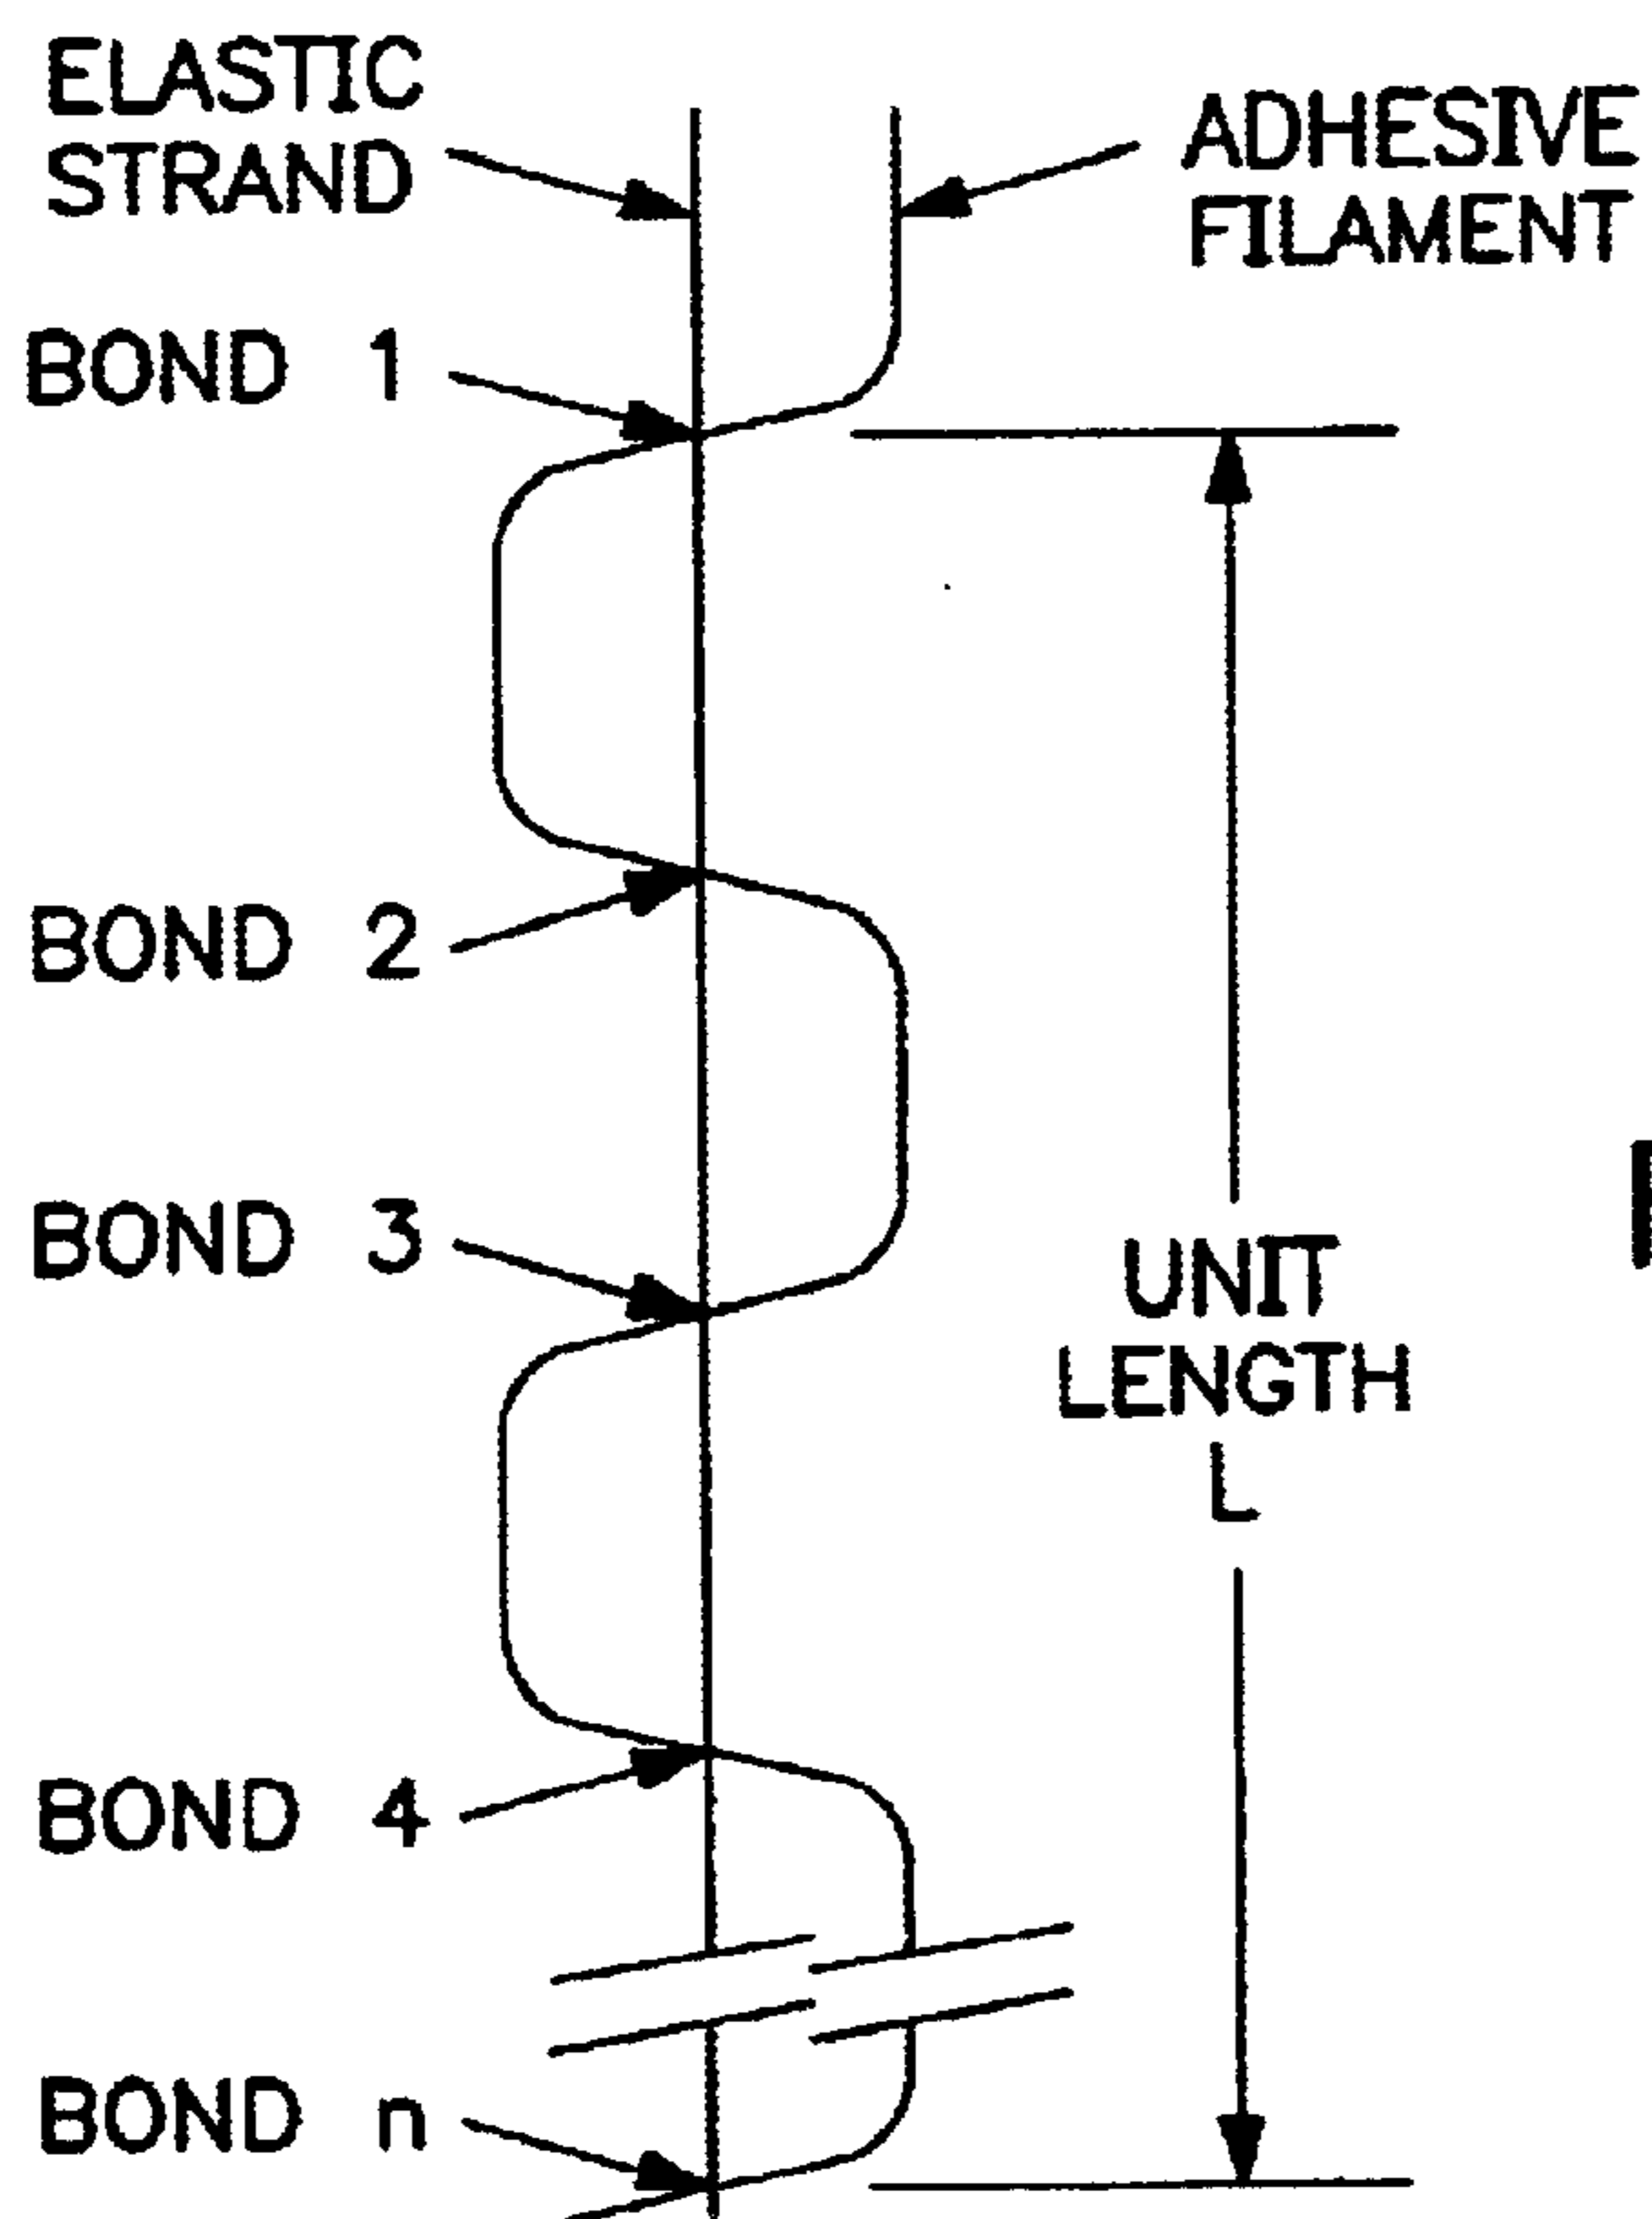 ELASTIC
STRAND
ADHESIVE
FILAMENT
BOND 1
BOND 2
BOND 3
UNIT
LENGTH
L
BOND 4
BOND n